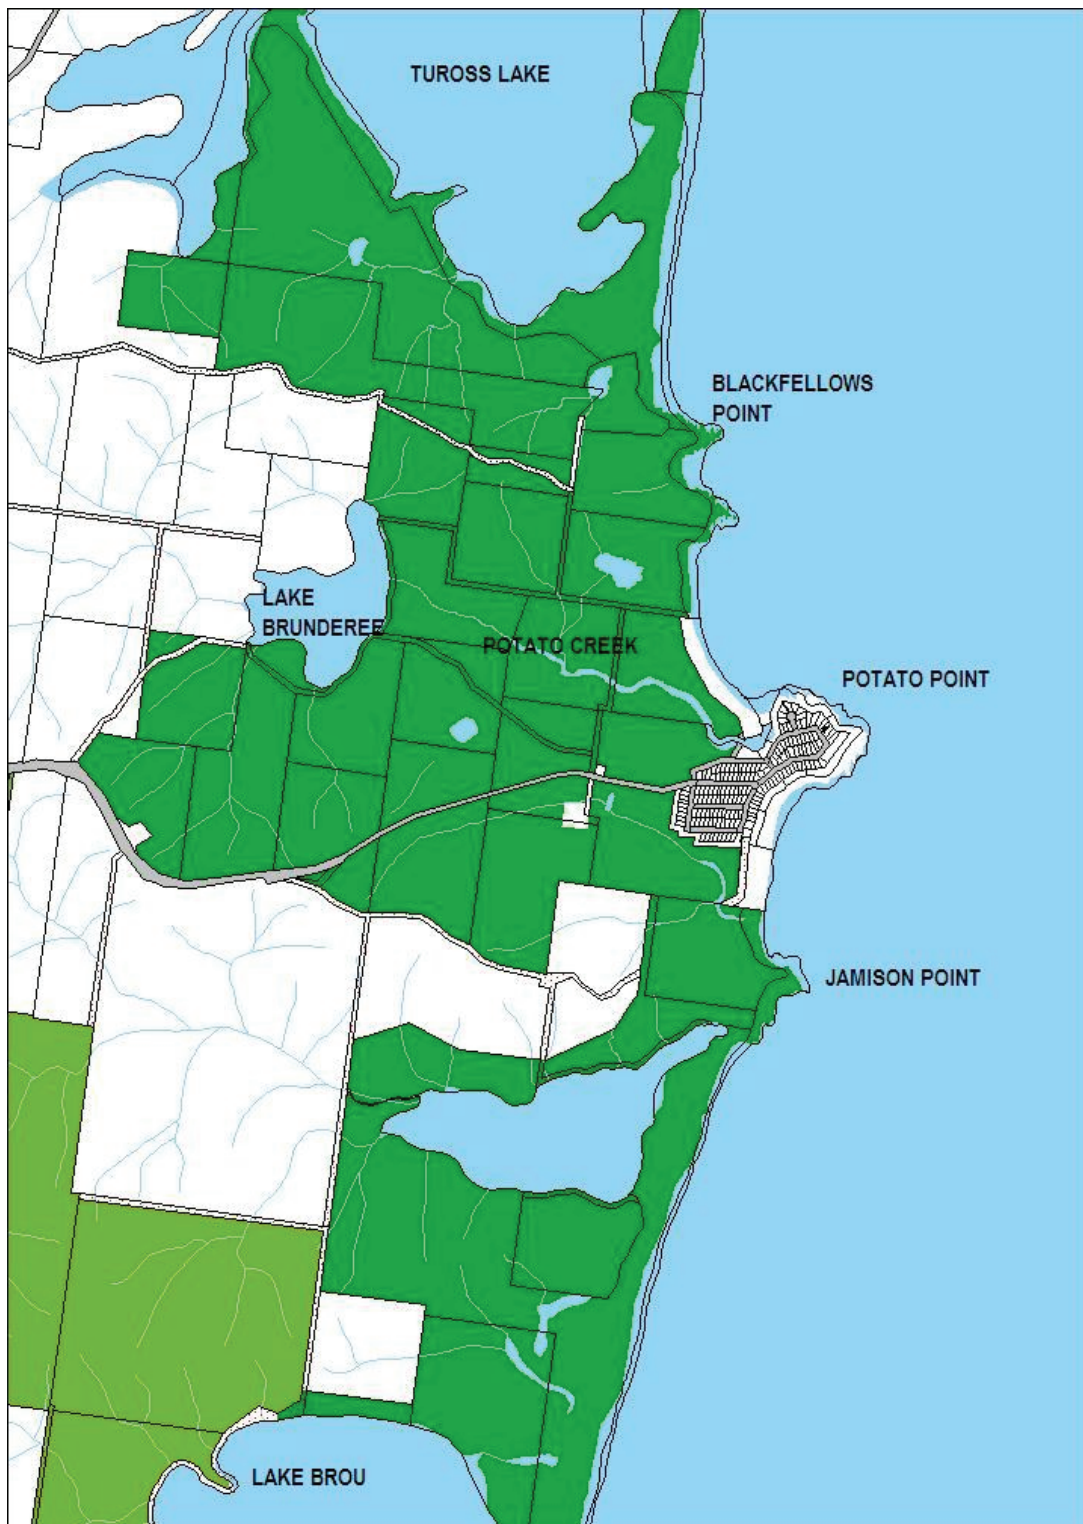 TUROSS LAKE
BLACKFELLOWS
POINT
LAKE
BRUNDEREE
POTATO CREEK
POTATO POINT
JAMISON POINT
LAKE BROU